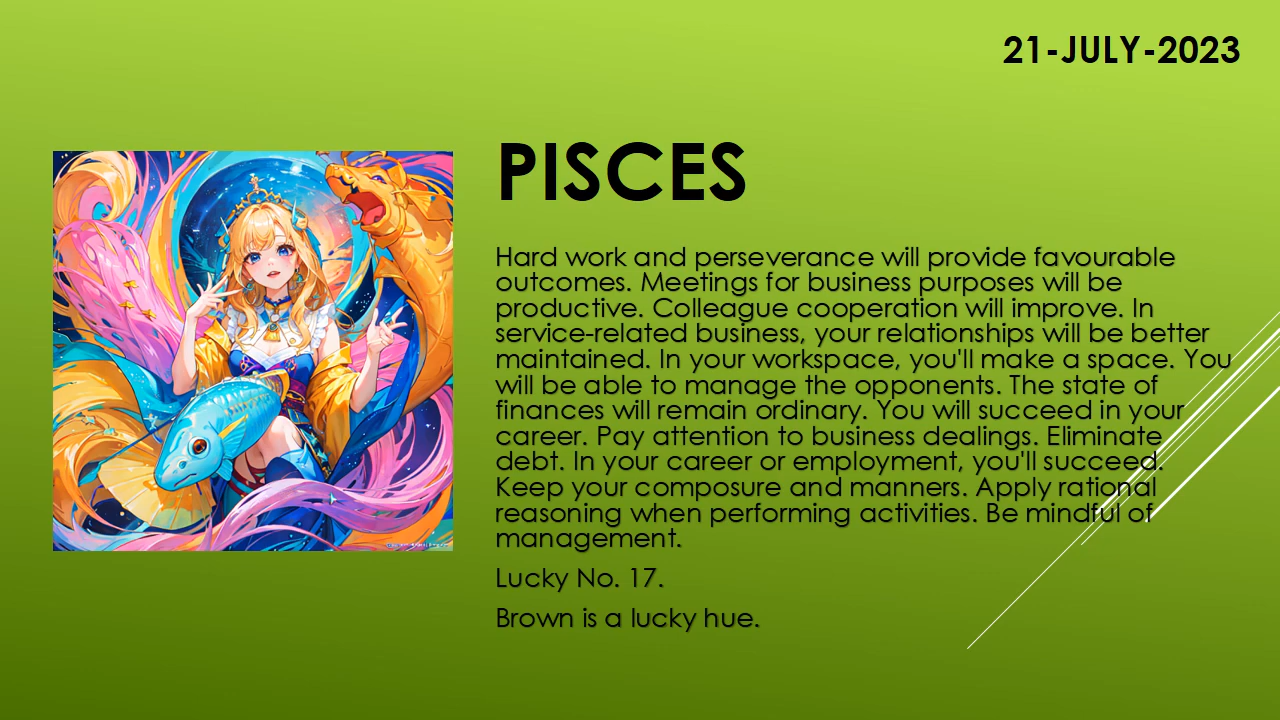 21-JULY-2023
PISCES
Hard work and perseverance will provide favourable
outcomes. Meetings for business purposes will be
productive. Colleague cooperation will improve. In
service-related business, your relationships will be better
maintained. In your workspace, you'll make a space. You
will be able to manage the opponents. The state of
finances will remain ordinary. You will succeed in your
career. Pay attention to business dealings. Eliminate
debt. In your career or employment, you'll succeed.
Keep your composure and manners. Apply rational
reasoning when performing activities. Be mindful of
management.
Lucky No. 17.
Brown is a lucky hue.